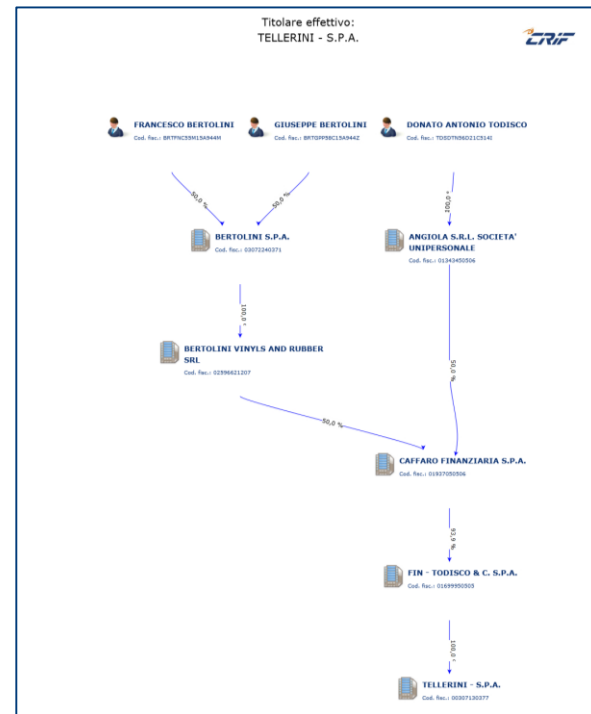 Titolare effettivo:
TELLERINI - S.P.A.
CRIF
FRANCESCO BERTOLINI
Cod. fisc.: BRTFNC59M15A944M
GIUSEPPE BERTOLINI
Cod. fisc.: BRTGPP56C15A944Z
DONATO ANTONIO TODISCO
Cod. fisc.: TDSDTN56D21C514I
50,0 %
50,0 %
100,0 °
BERTOLINI S.P.A.
Cod. fisc.: 03072240371
ANGIOLA S.R.L. SOCIETA'
UNIPERSONALE
Cod. fisc.: 01343450506
100,0 °
BERTOLINI VINYLS AND RUBBER
SRL
Cod. fisc.: 02596621207
50,0 %
50,0 %
CAFFARO FINANZIARIA S.P.A.
Cod. fisc.: 01937050506
93,9 %
FIN - TODISCO & C. S.P.A.
Cod. fisc.: 01699950505
100,0 °
TELLERINI - S.P.A.
Cod. fisc.: 00307130377